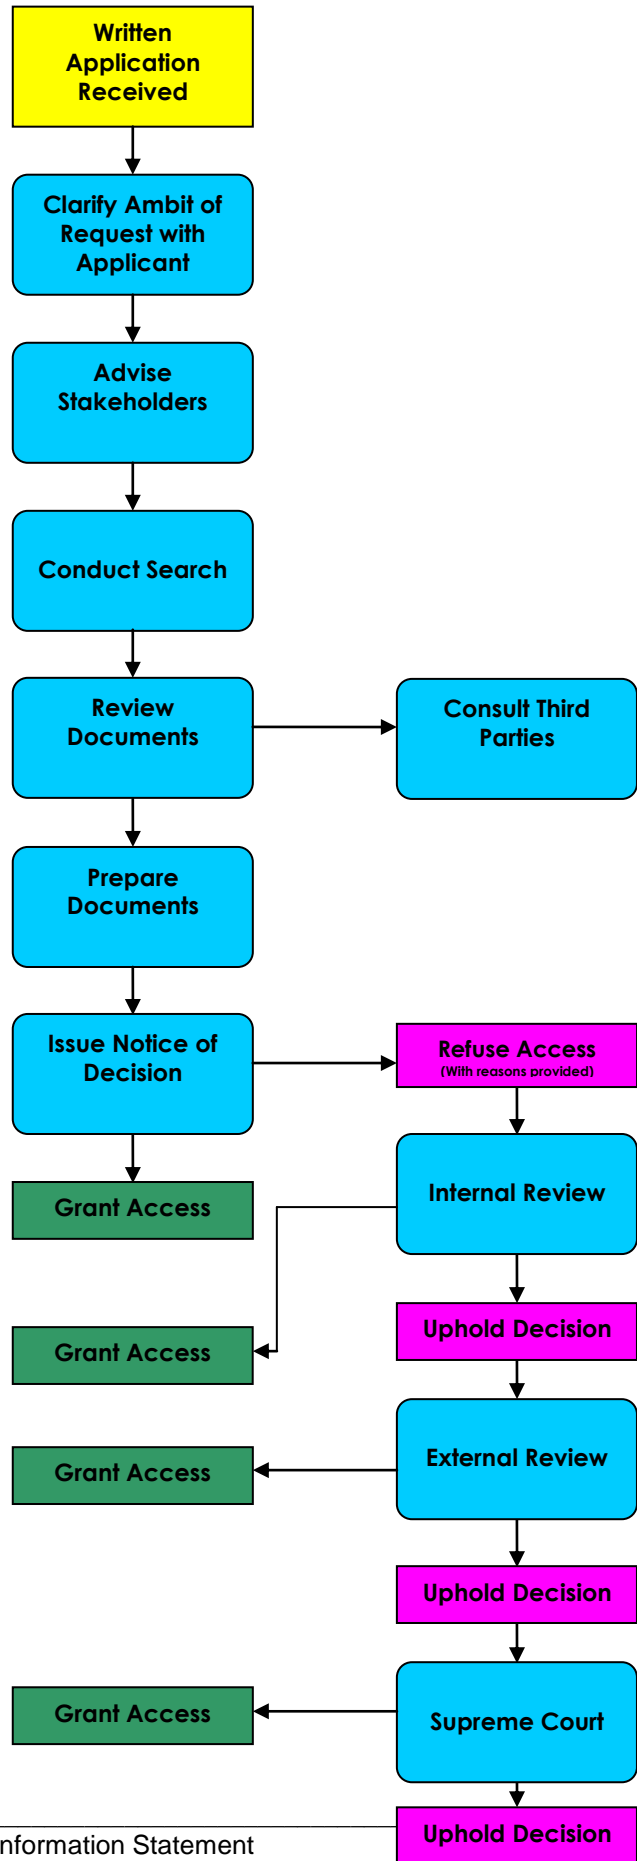 Written
Application
Received
Clarify Ambit of
Request with
Applicant
Advise
Stakeholders
Conduct Search
Review
Documents
Consult Third
Parties
Prepare
Documents
Issue Notice of
Decision
Refuse Access
(With reasons provided)
Grant Access
Internal Review
Uphold Decision
Grant Access
External Review
Grant Access
Uphold Decision
Supreme Court
Grant Access
Uphold Decision
nformation Statement